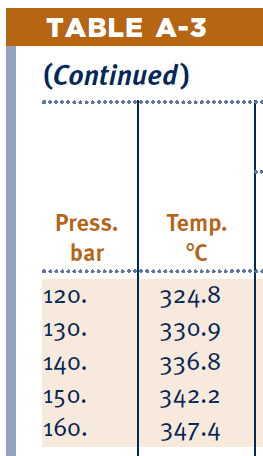 TABLE A-3
(Continued)
Press. Temp.
bar °C
120. 324.8
130. 330.9
140. 336.8
150. 342.2
160. 347.4